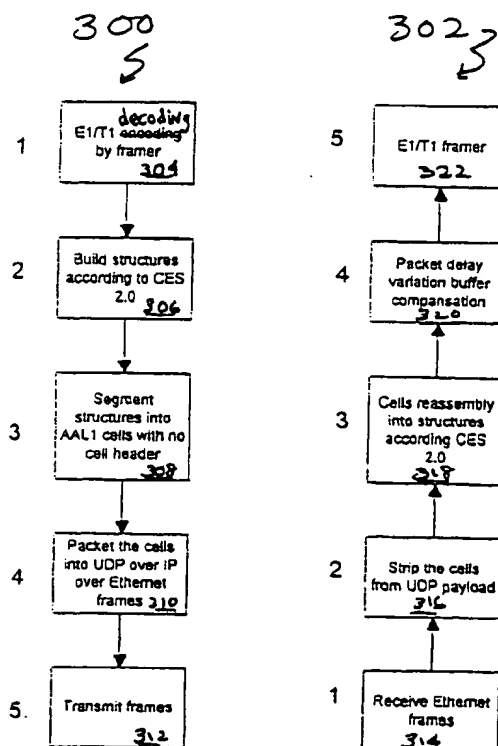 300
1
decoding
E1/T1 encoding
by framer
304
2
Build structures
according to CES
2.0 306
3
Segment
structures into
AAL1 cells with no
cell header
308
4
Packet the cells
into UDP over IP
over Ethernet
frames 310
5.
Transmit frames
312
302
5
E1/T1 framer
322
4
Packet delay
variation buffer
compansation
320
3
Cells reassembly
into structures
according CES
2.0
318
2
Strip the cells
from UDP payload
316
1
Receive Ethernet
frames
314